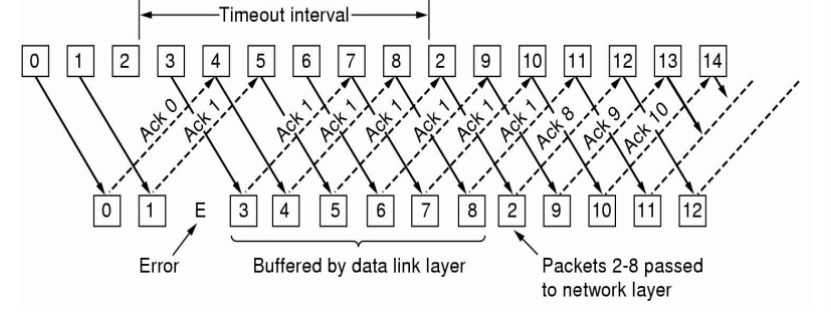 Timeout interval
0 1 2 3 4 5 6 7 8 2 9 10 11 12 13 14
Ack 0 Ack 1 Ack 1 Ack 1 Ack 1 Ack 1 Ack 1 Ack 1 Ack 8 Ack 9 Ack 10
0 1 E 3 4 5 6 7 8 2 9 10 11 12
Error Buffered by data link layer Packets 2-8 passed
to network layer